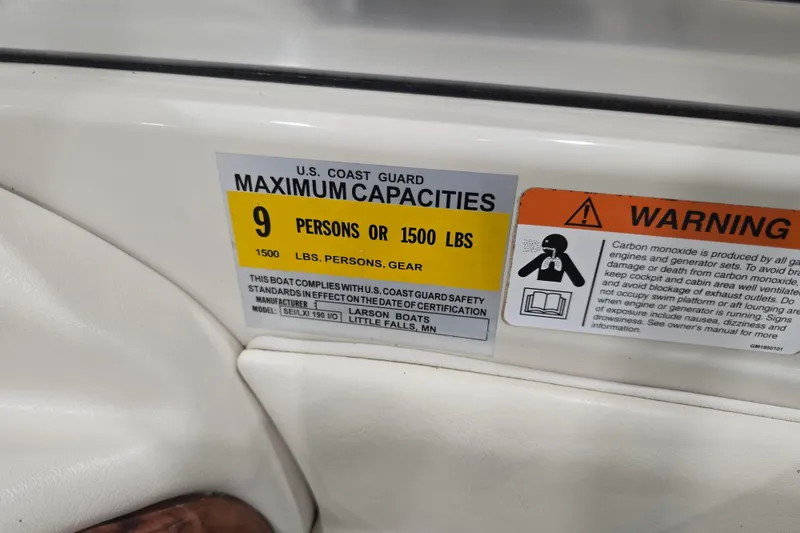 U.S. COAST GUARD
MAXIMUM CAPACITIES
9 PERSONS OR 1500 LBS
1500 LBS. PERSONS. GEAR
THIS BOAT COMPLIES WITH U.S. COAST GUARD SAFETY
STANDARDS IN EFFECT ON THE DATE OF CERTIFICATION
MANUFACTURER
MODEL: SEI/LXI 190 I/O LARSON BOATS
LITTLE FALLS, MN
WARNING
Carbon monoxide is produced by all
engines and generator sets. To avoid
damage or death from carbon monoxide,
keep cockpit and cabin area well
and avoid blockage of exhaust outlets. Do
not occupy swim platform or aft lounging
when engine or generator is running. Signs
of exposure include nausea, dizziness and
drowsiness. See owner's manual for more
information.
GM1850101